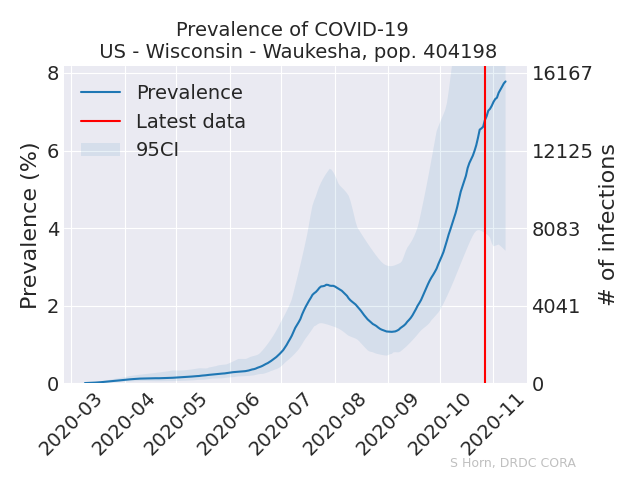 Prevalence of COVID-19
US - Wisconsin - Waukesha, pop. 404198
Prevalence
Latest data
95CI
Prevalence (%)
8
6
4
2
0
16167
12125
8083
4041
0
# of infections
2020-03
2020-04
2020-05
2020-06
2020-07
2020-08
2020-09
2020-10
2020-11
S Horn, DRDC CORA